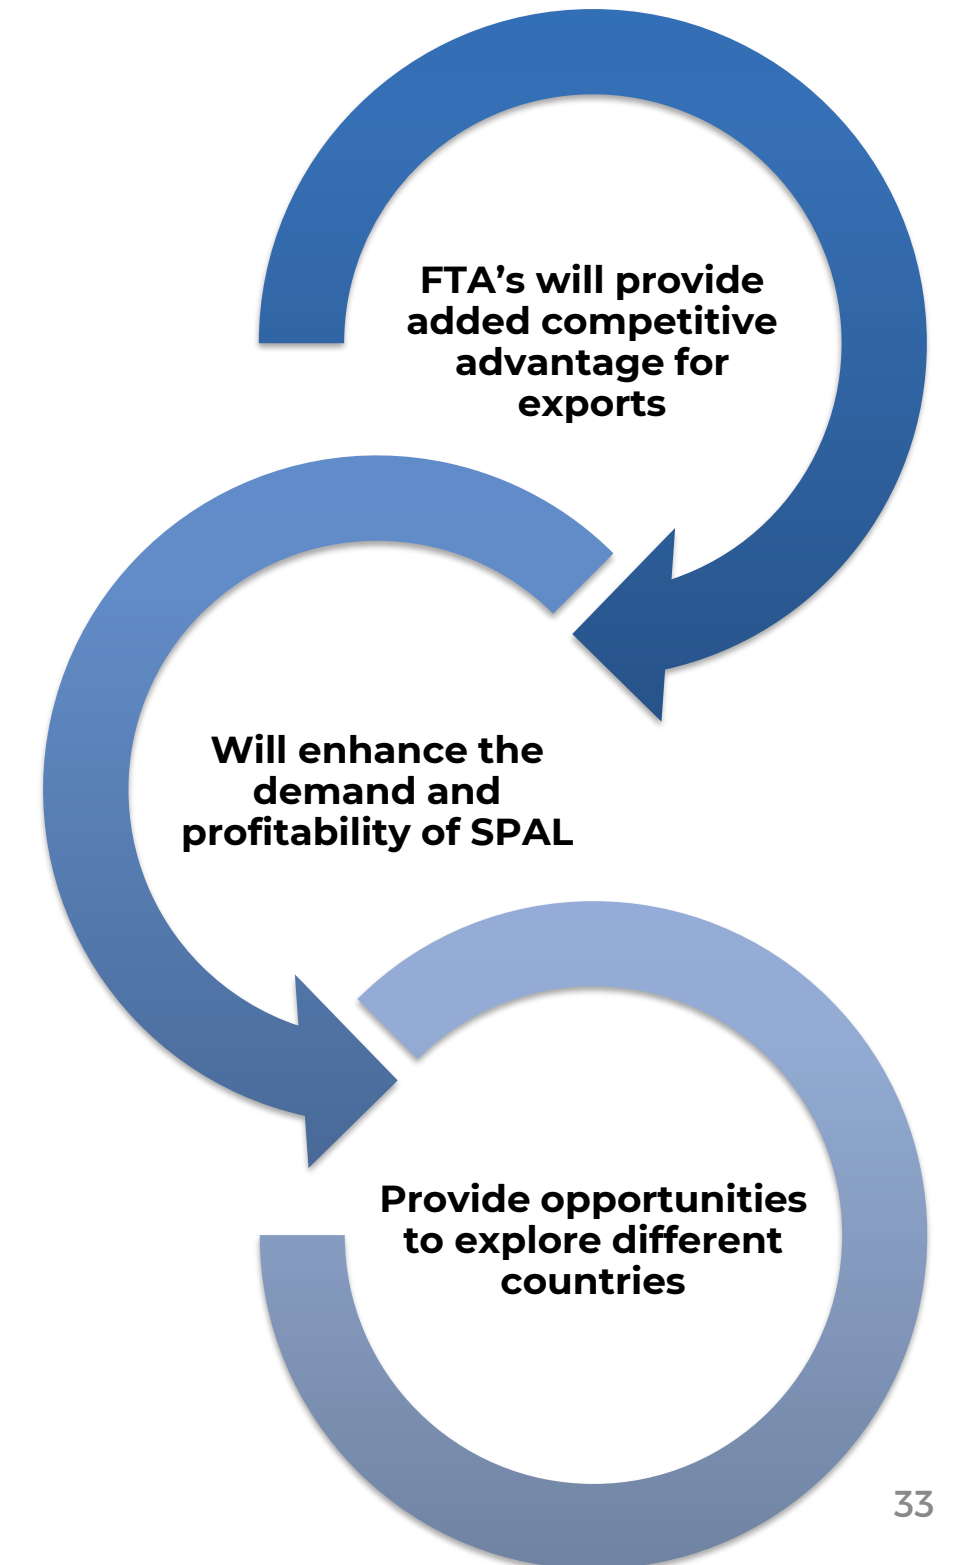 FTA’s will provide
added competitive
advantage for
exports
Will enhance the
demand and
profitability of SPAL
Provide opportunities
to explore different
countries
33